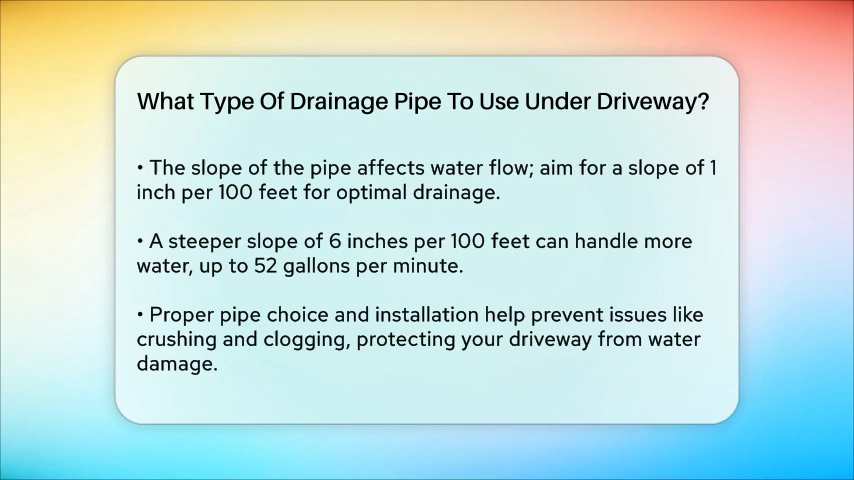 What Type Of Drainage Pipe To Use Under Driveway?
• The slope of the pipe affects water flow; aim for a slope of 1
inch per 100 feet for optimal drainage.
• A steeper slope of 6 inches per 100 feet can handle more
water, up to 52 gallons per minute.
• Proper pipe choice and installation help prevent issues like
crushing and clogging, protecting your driveway from water
damage.